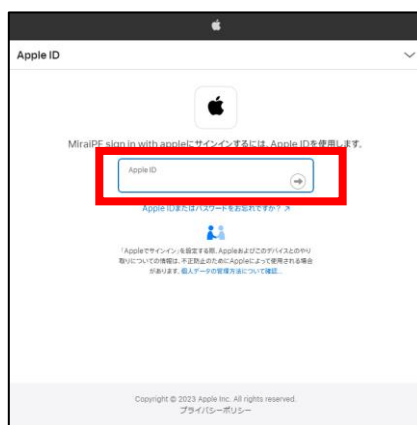 Apple ID
MiraiPF sign in with appleにサインインするには、Apple IDを使用します。
Apple ID
Apple IDまたはパスワードをお忘れですか？
「Appleでサインイン」を設定する際、Appleおよびこのデバイスとのやり
取りについての情報は、不正防止のためにAppleによって使用される場合
があります。個人データの管理方法について確認...
Copyright © 2023 Apple Inc. All rights reserved.
プライバシーポリシー